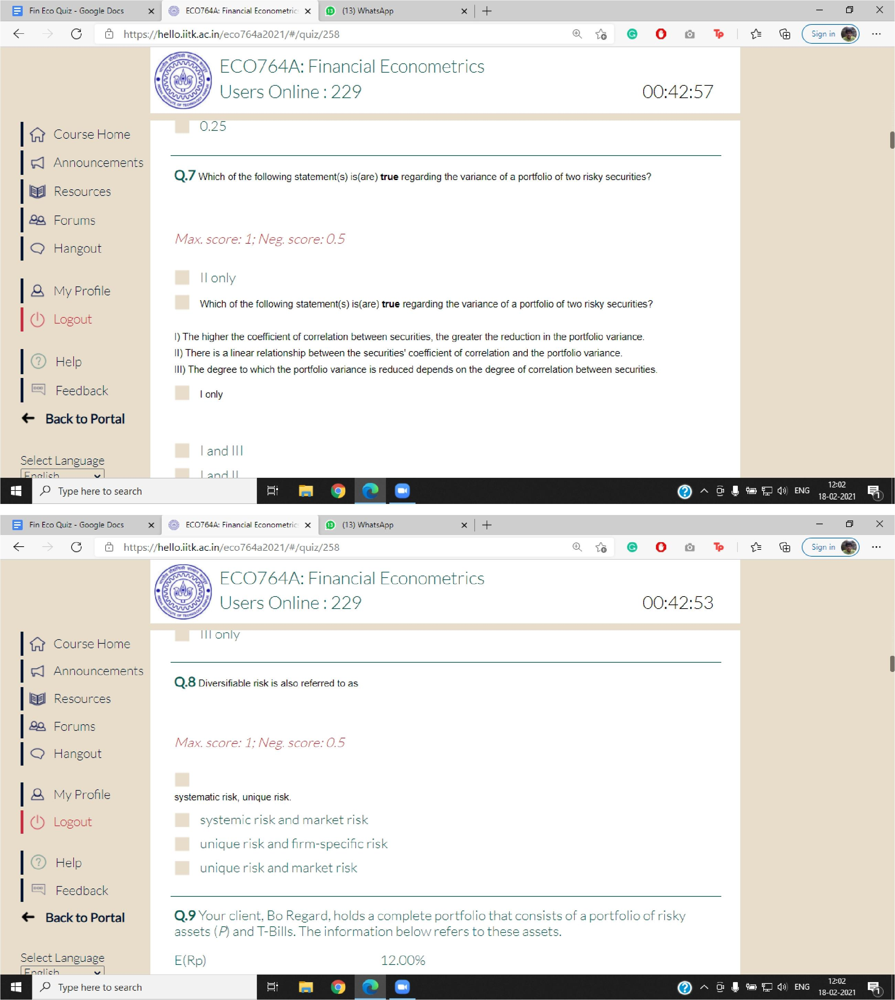 Fin Eco Quiz - Google Docs
ECO764A: Financial Econometric
13 (13) WhatsApp
https://hello.iitk.ac.in/eco764a2021/#/quiz/258
Sign in
ECO764A: Financial Econometrics
Users Online : 229
00:42:57
Course Home
Announcements
Resources
Forums
Hangout
My Profile
Logout
Help
Feedback
Back to Portal
Select Language
English
0.25
Q.7 Which of the following statement(s) is(are) true regarding the variance of a portfolio of two risky securities?
Max. score: 1; Neg. score: 0.5
II only
Which of the following statement(s) is(are) true regarding the variance of a portfolio of two risky securities?
I) The higher the coefficient of correlation between securities, the greater the reduction in the portfolio variance.
II) There is a linear relationship between the securities' coefficient of correlation and the portfolio variance.
III) The degree to which the portfolio variance is reduced depends on the degree of correlation between securities.
I only
I and III
I and II
Type here to search
ENG
12:02
18-02-2021
1
Fin Eco Quiz - Google Docs
ECO764A: Financial Econometric
13 (13) WhatsApp
https://hello.iitk.ac.in/eco764a2021/#/quiz/258
Sign in
ECO764A: Financial Econometrics
Users Online : 229
00:42:53
Course Home
Announcements
Resources
Forums
Hangout
My Profile
Logout
Help
Feedback
Back to Portal
Select Language
English
III only
Q.8 Diversifiable risk is also referred to as
Max. score: 1; Neg. score: 0.5
systematic risk, unique risk.
systemic risk and market risk
unique risk and firm-specific risk
unique risk and market risk
Q.9 Your client, Bo Regard, holds a complete portfolio that consists of a portfolio of risky
assets (P) and T-Bills. The information below refers to these assets.
E(Rp) 12.00%
Type here to search
ENG
12:02
18-02-2021
1